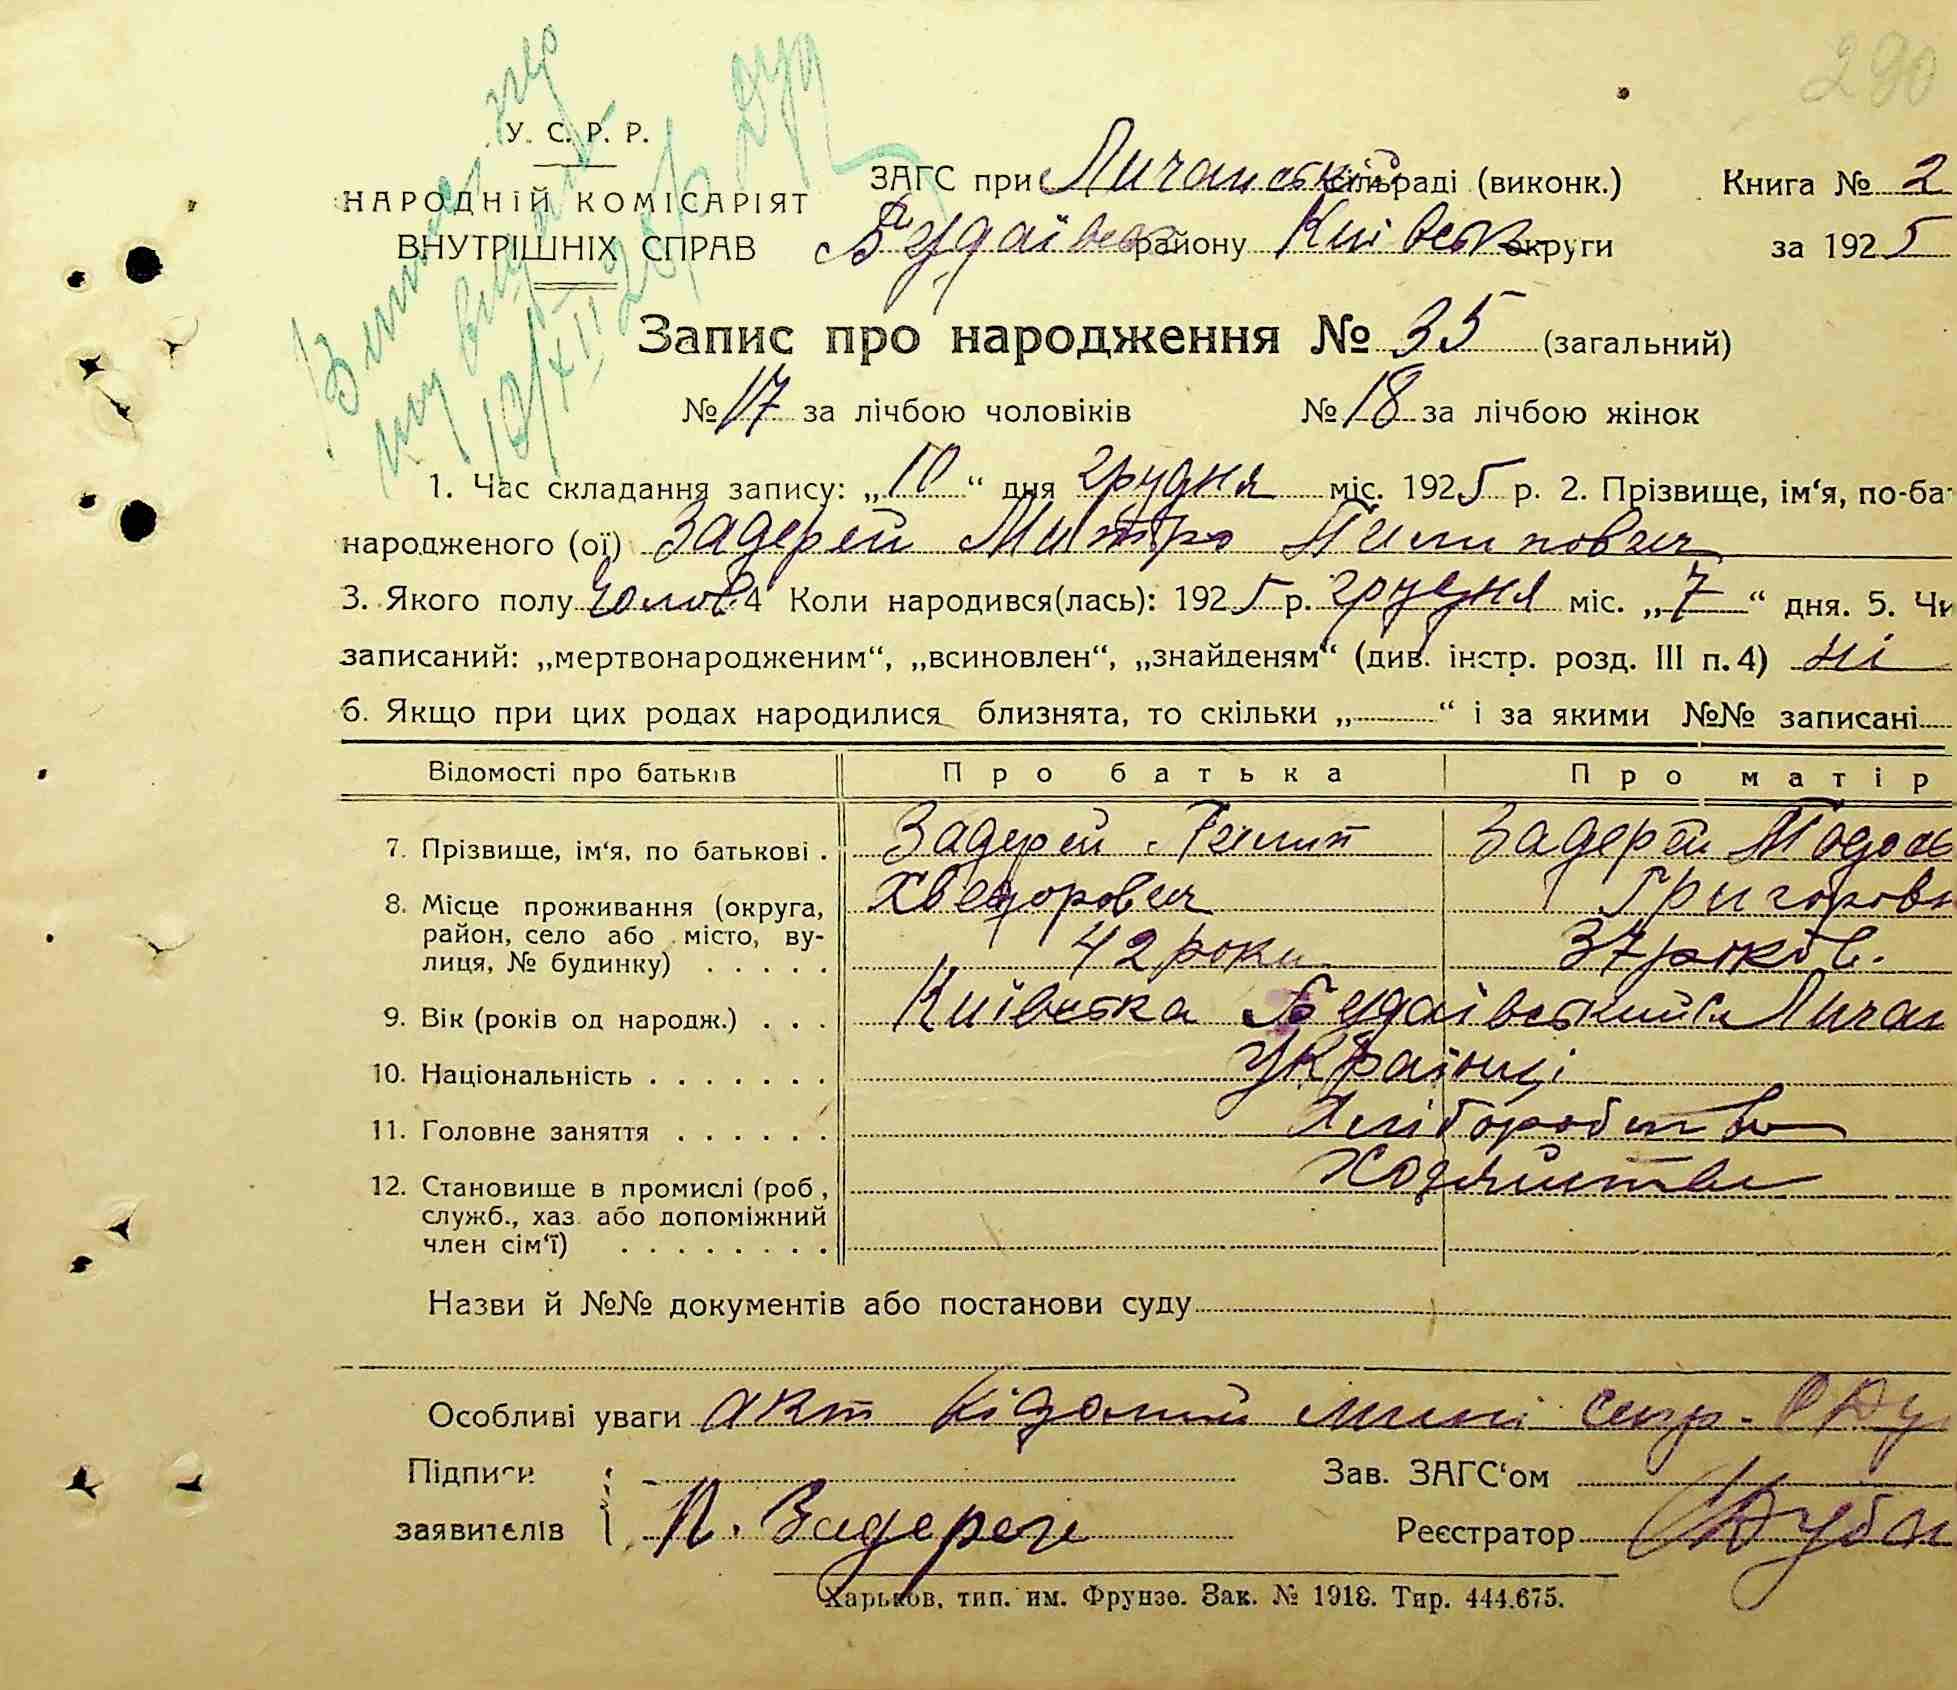 290
У. С. Р. Р.
НАРОДНІЙ КОМІСАРІЯТ
ВНУТРІШНІХ СПРАВ
ЗАГС при Личанській сільраді (виконк.) Книга № 2
Будаївськ району Київськ округи за 1925
Запис про народження № 35 (загальний)
№ 17 за лічбою чоловіків № 18 за лічбою жінок
1. Час складання запису: „10“ дня грудня міс. 1925 р. 2. Прізвище, ім‘я, по-ба-
народженого (ої) Задерей Митро Пилипович
3. Якого полу чолов. 4 Коли народився(лась): 1925 р. грудня міс. „7“ дня. 5. Чи
записаний: „мертвонародженим“, „всиновлен“, „знайденям“ (див. інстр. розд. III п. 4) ні
6. Якщо при цих родах народилися близнята, то скільки „ “ і за якими №№ записані
Відомості про батьків Про батька Про матір
7. Прізвище, ім‘я, по батькові . Задерей Пилип Задерей Тодось
8. Місце проживання (округа, Хведорович Григоровн
район, село або місто, ву-
лиця, № будинку) . . . . . 42 роки 37 років.
9. Вік (років од народж.) . . . Київська Будаївський с. Личан
10. Національність . . . . . . . Українці
11. Головне заняття . . . . . . Хліборобство
12. Становище в промислі (роб., Хозяйства
служб., хаз. або допоміжний
член сім‘ї) . . . . . . . .
Назви й №№ документів або постанови суду
Особливі уваги акт відомий мині секр.
Підписи Зав. ЗАГС‘ом
заявителів П. Задерей Реєстратор Дубо
Харьков, тип. им. Фрунзе. Зак. № 1918. Тир. 444.675.